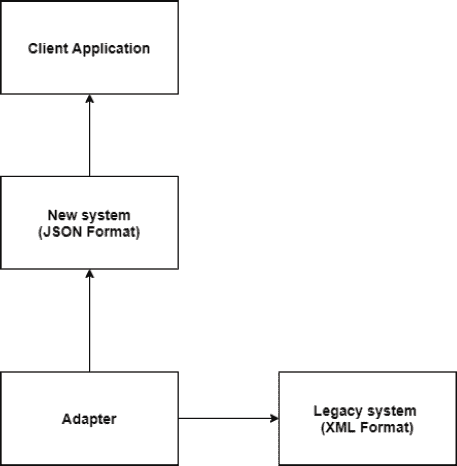 Client Application
New system
(JSON Format)
Adapter
Legacy system
(XML Format)